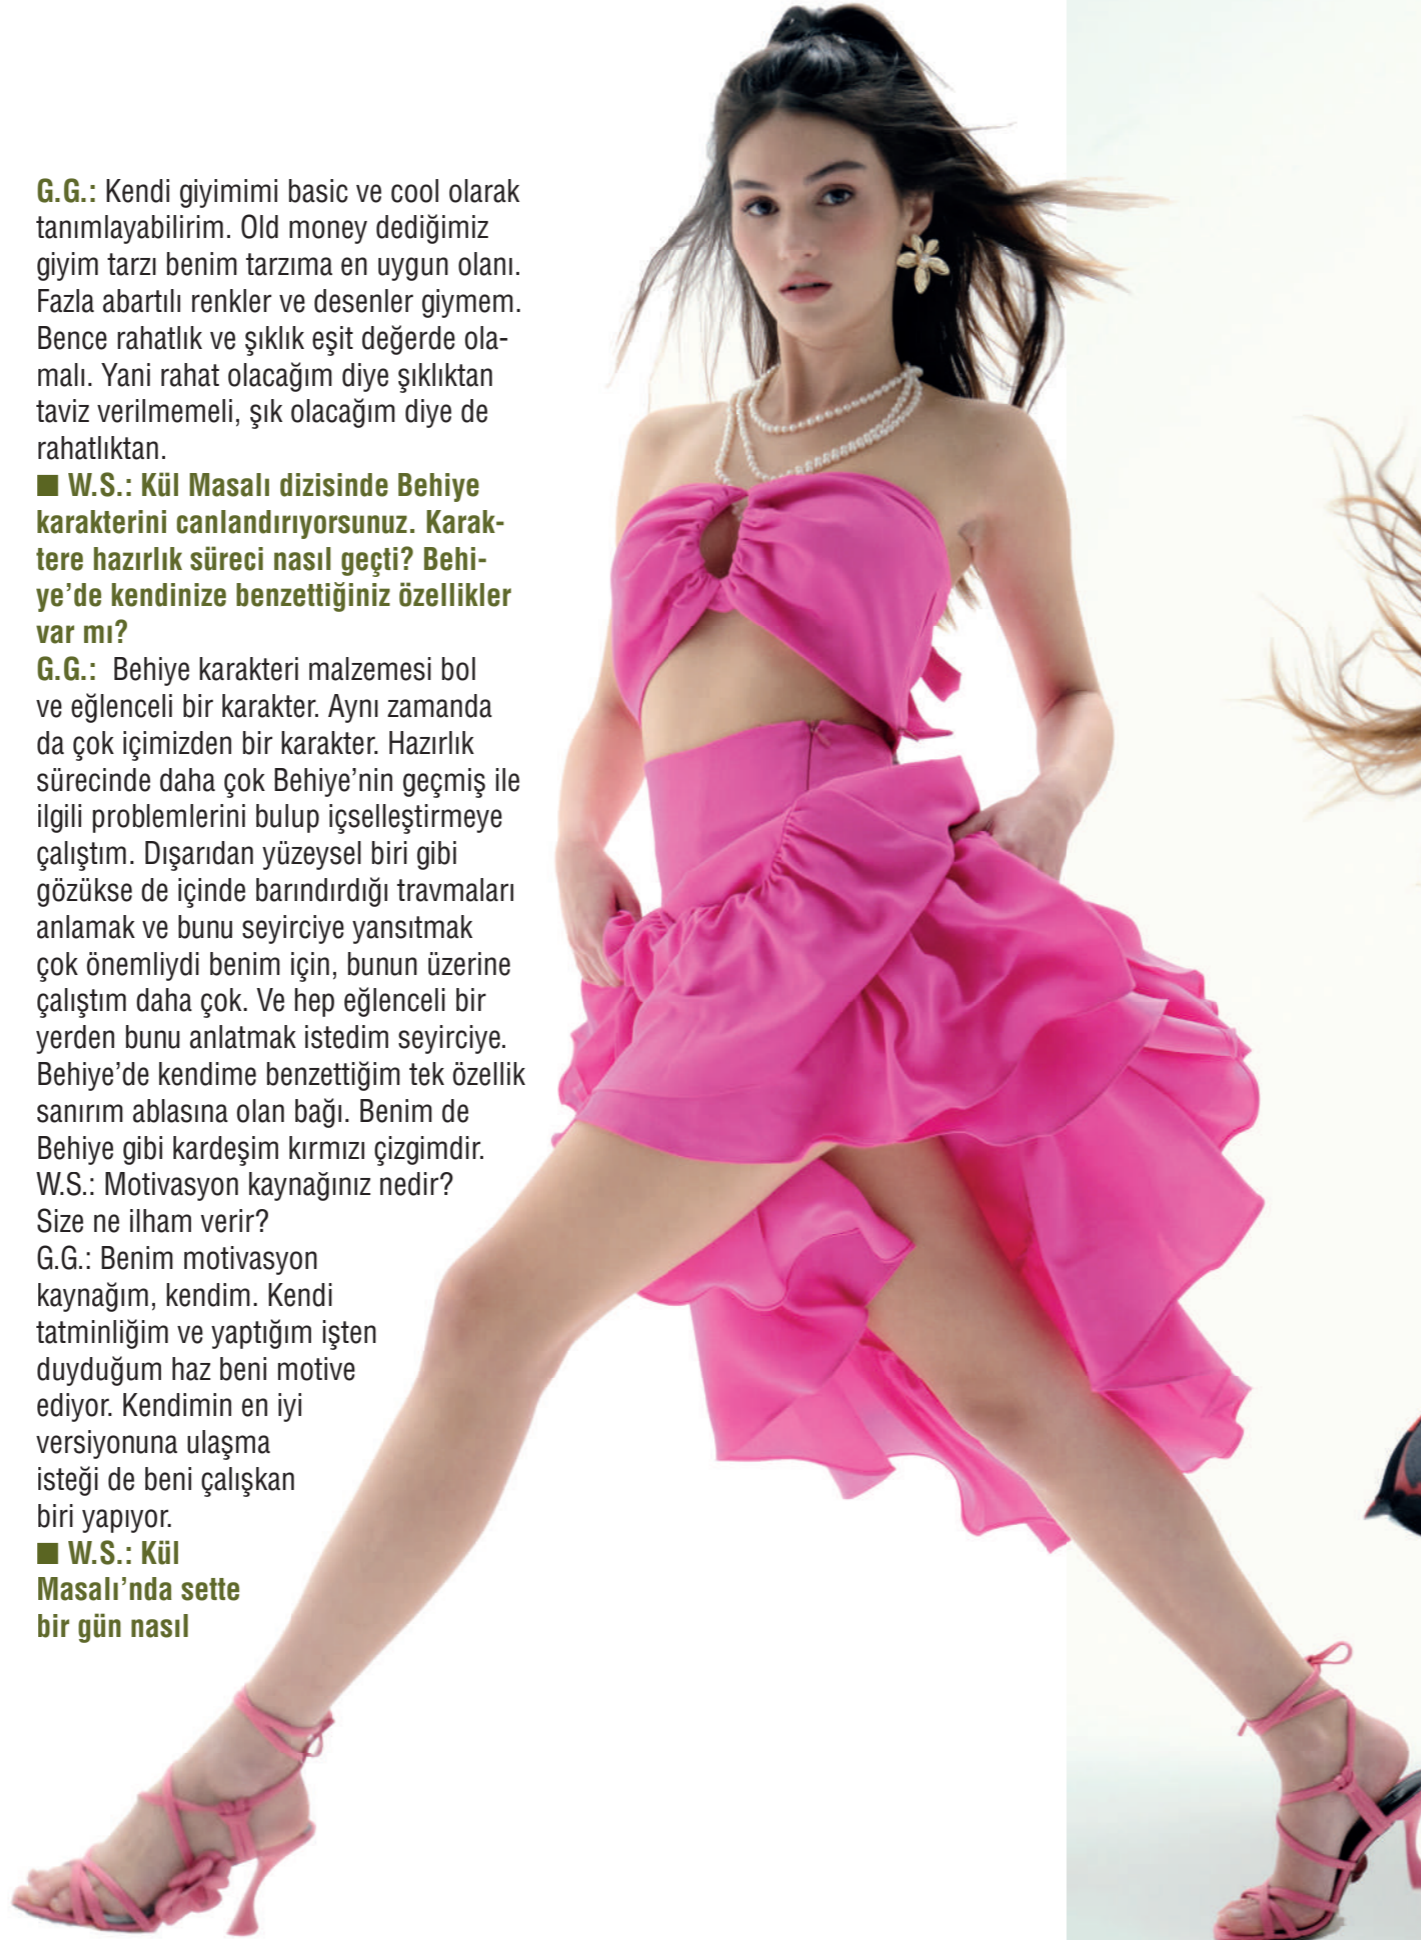 G.G.: Kendi giyimimi basic ve cool olarak
tanımlayabilirim. Old money dediğimiz
giyim tarzı benim tarzıma en uygun olanı.
Fazla abartılı renkler ve desenler giymem.
Bence rahatlık ve şıklık eşit değerde ola-
malı. Yani rahat olacağım diye şıklıktan
taviz verilmemeli, şık olacağım diye de
rahatlıktan.
■ W.S.: Kül Masalı dizisinde Behiye
karakterini canlandırıyorsunuz. Karak-
tere hazırlık süreci nasıl geçti? Behi-
ye’de kendinize benzettiğiniz özellikler
var mı?
G.G.: Behiye karakteri malzemesi bol
ve eğlenceli bir karakter. Aynı zamanda
da çok içimizden bir karakter. Hazırlık
sürecinde daha çok Behiye’nin geçmiş ile
ilgili problemlerini bulup içselleştirmeye
çalıştım. Dışarıdan yüzeysel biri gibi
gözükse de içinde barındırdığı travmaları
anlamak ve bunu seyirciye yansıtmak
çok önemliydi benim için, bunun üzerine
çalıştım daha çok. Ve hep eğlenceli bir
yerden bunu anlatmak istedim seyirciye.
Behiye’de kendime benzettiğim tek özellik
sanırım ablasına olan bağı. Benim de
Behiye gibi kardeşim kırmızı çizgimdir.
W.S.: Motivasyon kaynağınız nedir?
Size ne ilham verir?
G.G.: Benim motivasyon
kaynağım, kendim. Kendi
tatminliğim ve yaptığım işten
duyduğum haz beni motive
ediyor. Kendimin en iyi
versiyonuna ulaşma
isteği de beni çalışkan
biri yapıyor.
■ W.S.: Kül
Masalı’nda sette
bir gün nasıl